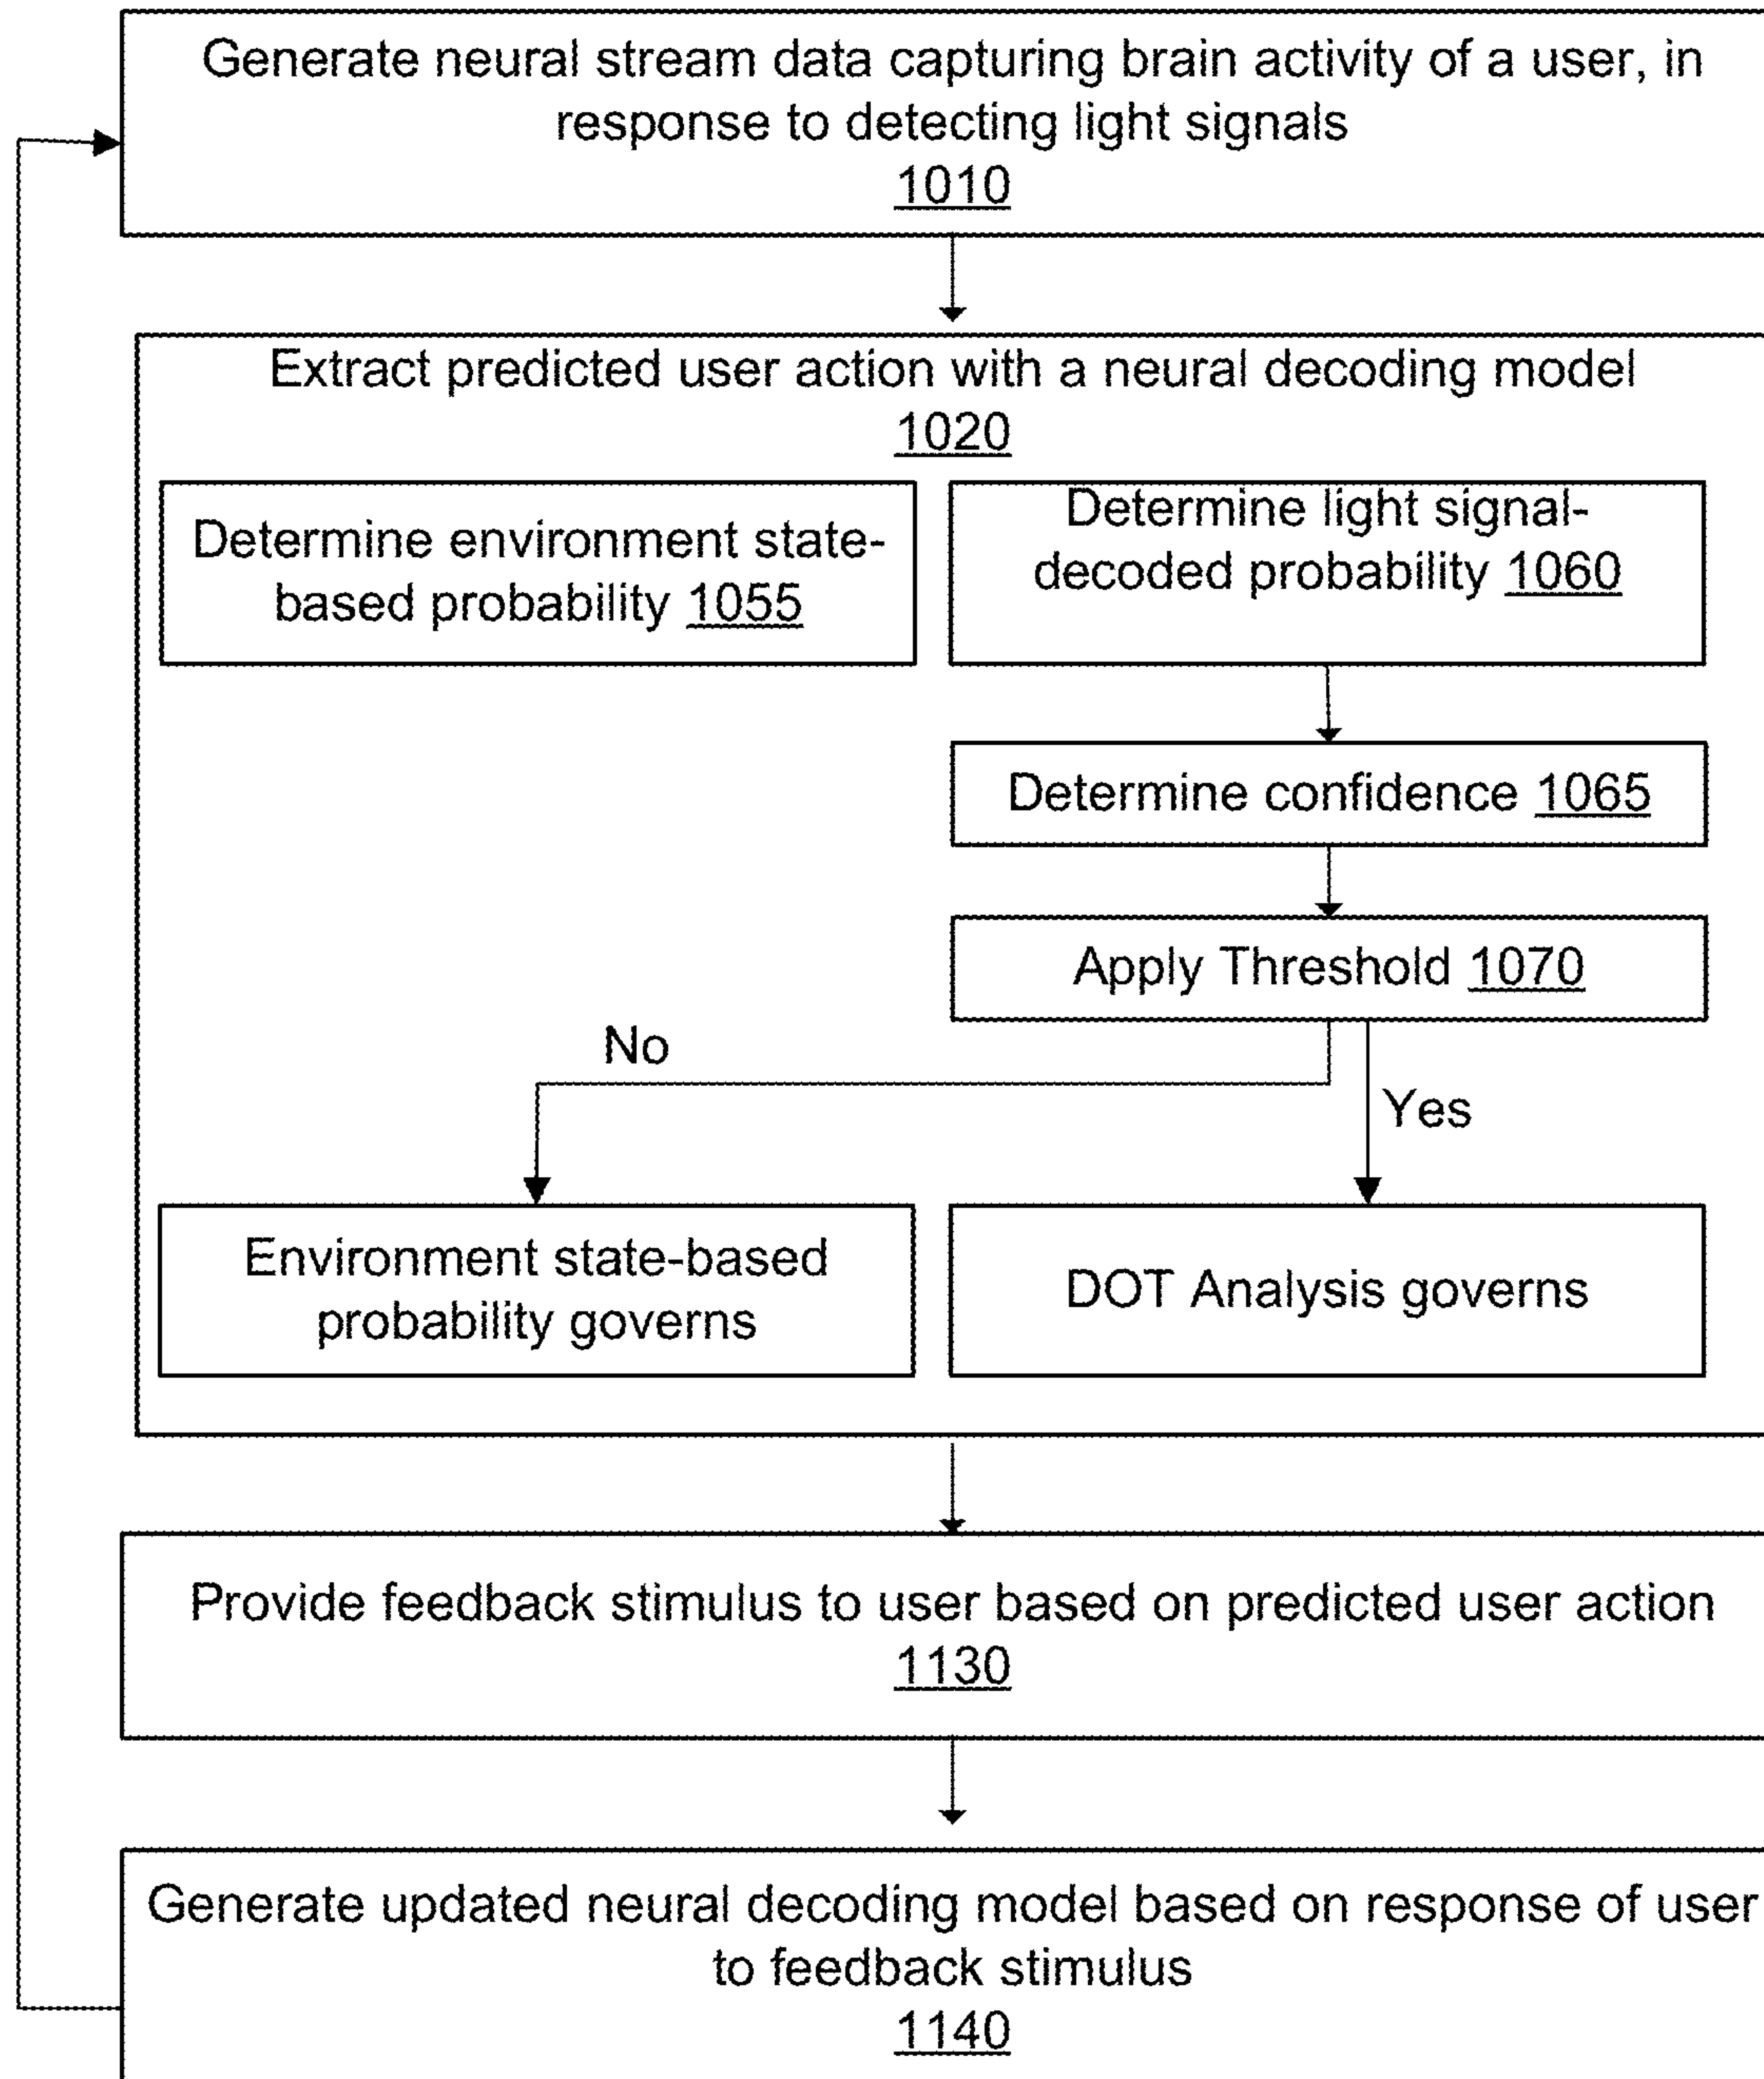 Generate neural stream data capturing brain activity of a user, in
response to detecting light signals
1010
Extract predicted user action with a neural decoding model
1020
Determine environment state-
based probability 1055
Determine light signal-
decoded probability 1060
Determine confidence 1065
Apply Threshold 1070
No
Yes
Environment state-based
probability governs
DOT Analysis governs
Provide feedback stimulus to user based on predicted user action
1130
Generate updated neural decoding model based on response of user
to feedback stimulus
1140